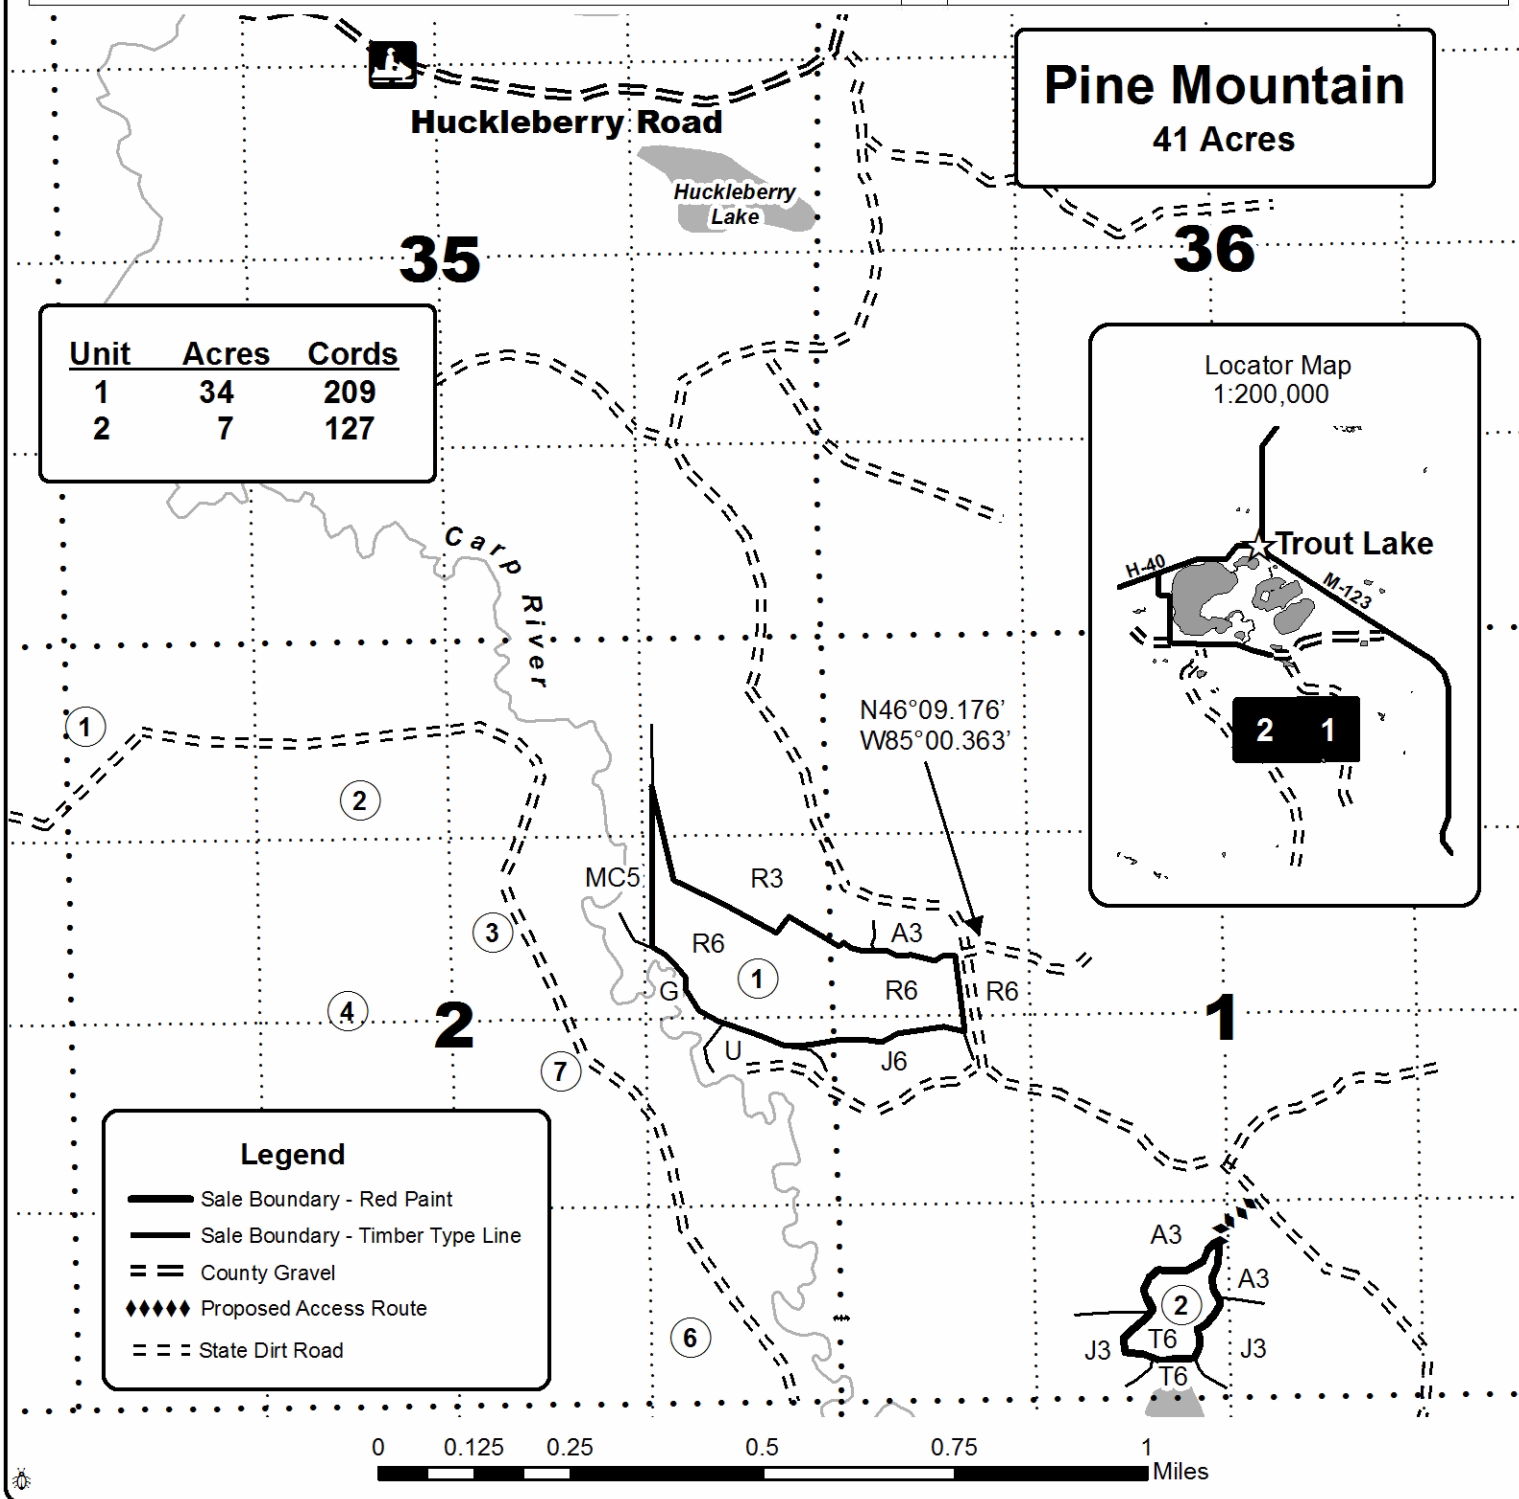 Pine Mountain
41 Acres
Huckleberry Road
Huckleberry
Lake
35
36
Unit Acres Cords
1 34 209
2 7 127
Locator Map
1:200,000
Trout Lake
H-40
M-123
2 1
Carp River
N46°09.176’
W85°00.363’
1
2
MC5
R3
3
A3
R6
1
G
R6
R6
4
2
1
U
J6
7
Legend
Sale Boundary - Red Paint
Sale Boundary - Timber Type Line
County Gravel
Proposed Access Route
State Dirt Road
A3
A3
2
6
T6
J3
J3
T6
0 0.125 0.25 0.5 0.75 1
Miles